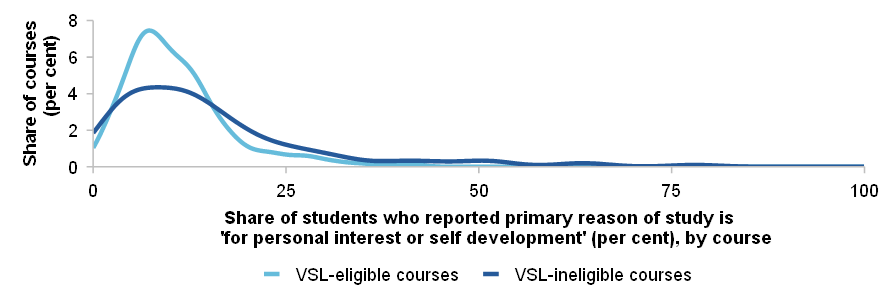 Share of courses
(per cent)
8
6
4
2
0
0 25 50 75 100
Share of students who reported primary reason of study is
'for personal interest or self development' (per cent), by course
VSL-eligible courses VSL-ineligible courses